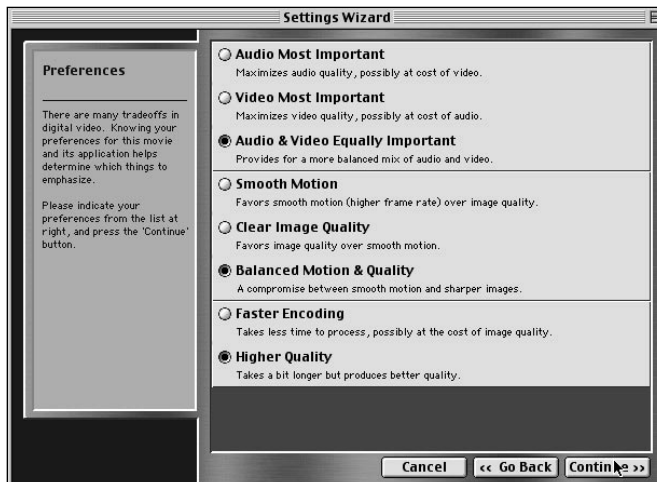 Settings Wizard
Preferences
There are many tradeoffs in
digital video. Knowing your
preferences for this movie
and its application helps
determine which things to
emphasize.
Please indicate your
preferences from the list at
right, and press the 'Continue'
button.
Audio Most Important
Maximizes audio quality, possibly at cost of video.
Video Most Important
Maximizes video quality, possibly at cost of audio.
Audio & Video Equally Important
Provides for a more balanced mix of audio and video.
Smooth Motion
Favors smooth motion (higher frame rate) over image quality.
Clear Image Quality
Favors image quality over smooth motion.
Balanced Motion & Quality
A compromise between smooth motion and sharper images.
Faster Encoding
Takes less time to process, possibly at the cost of image quality.
Higher Quality
Takes a bit longer but produces better quality.
Cancel << Go Back Continue >>